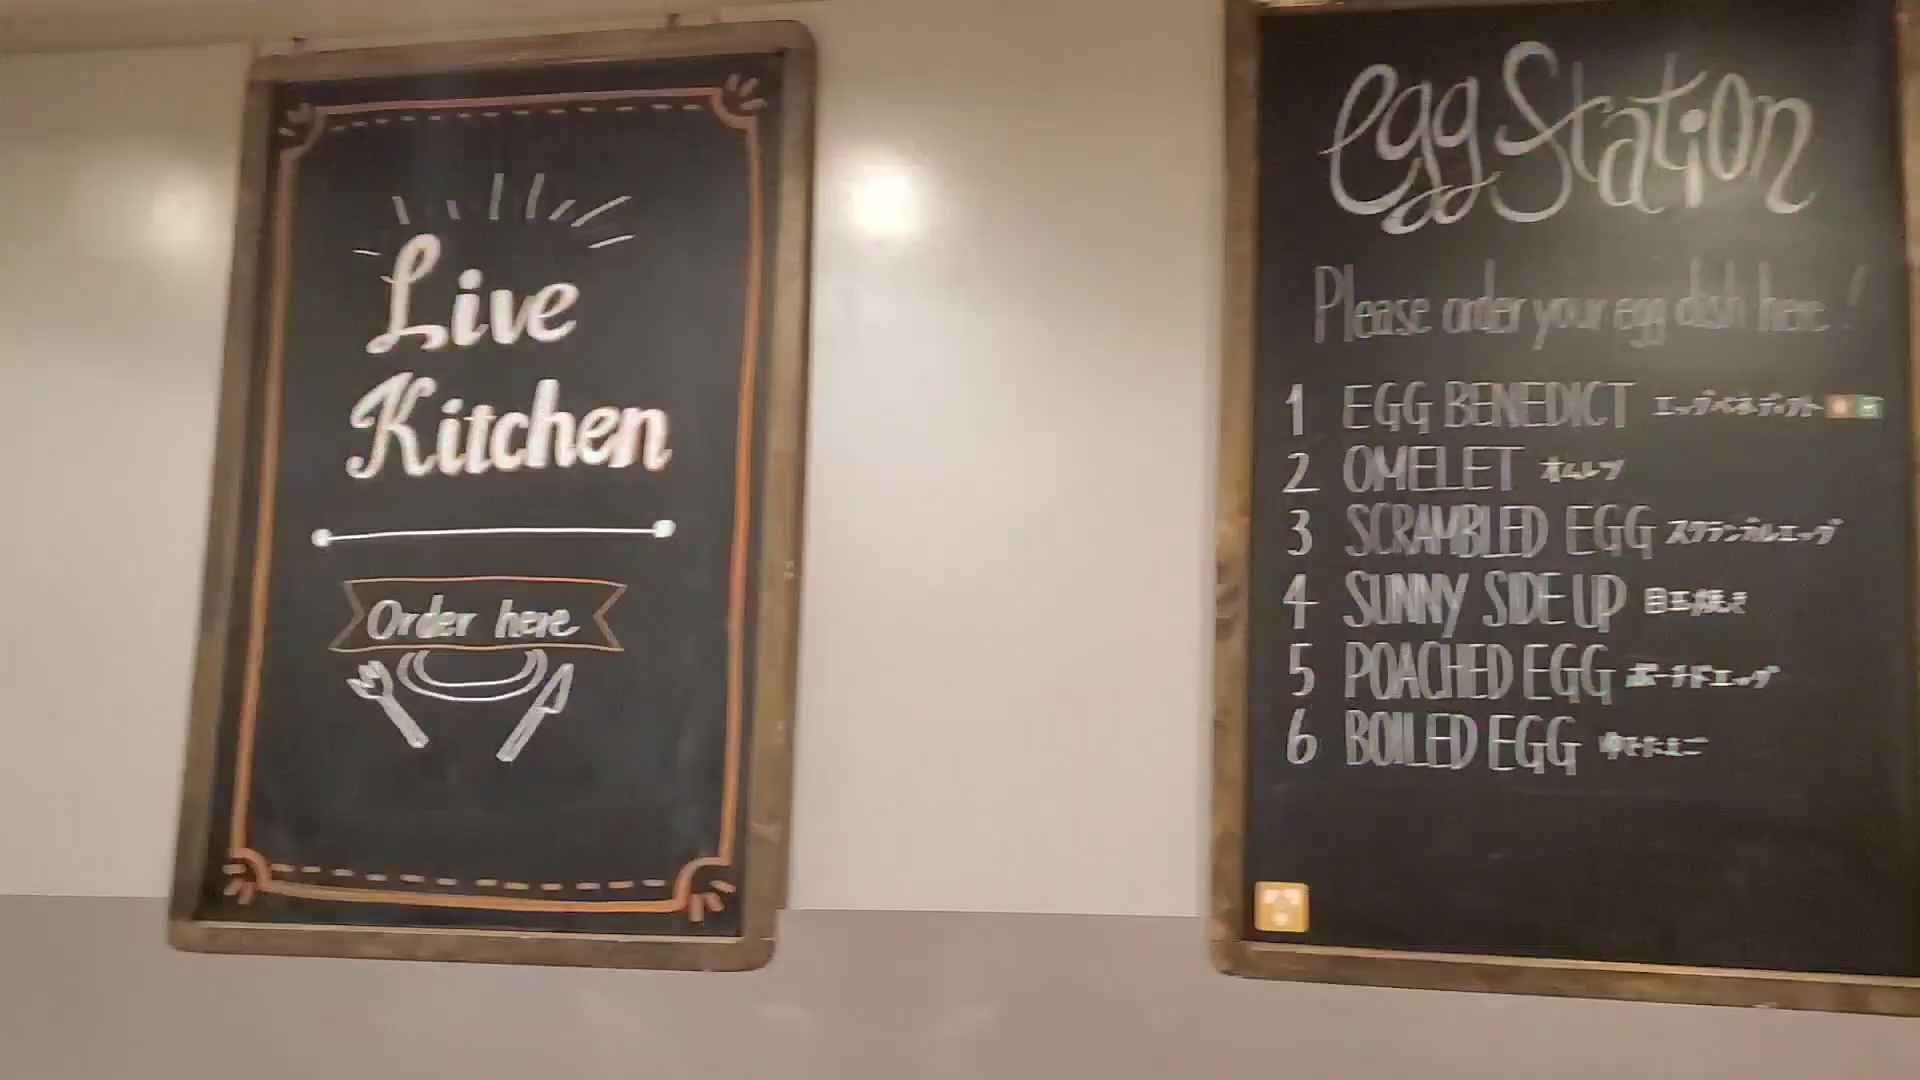 Live
Kitchen
Order here
Egg Station
Please order your egg dish here!
1 EGG BENEDICT エッグベネディクト
2 OMELET オムレツ
3 SCRAMBLED EGG スクランブルエッグ
4 SUNNY SIDE UP 目玉焼き
5 POACHED EGG ポーチドエッグ
6 BOILED EGG ゆでたまご